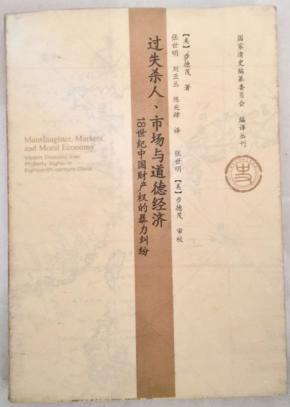 国家清史编纂委员会 编译丛刊
【美】步德茂 著
张世明 刘亚丛 陈兆肆 译
张世明 【美】步德茂 审校
过失杀人、市场与道德经济
18世纪中国财产权的暴力纠纷
Manslaughter, Markets,
and Moral Economy
Violent Disputes over
Property Rights in
Eighteenth-century China